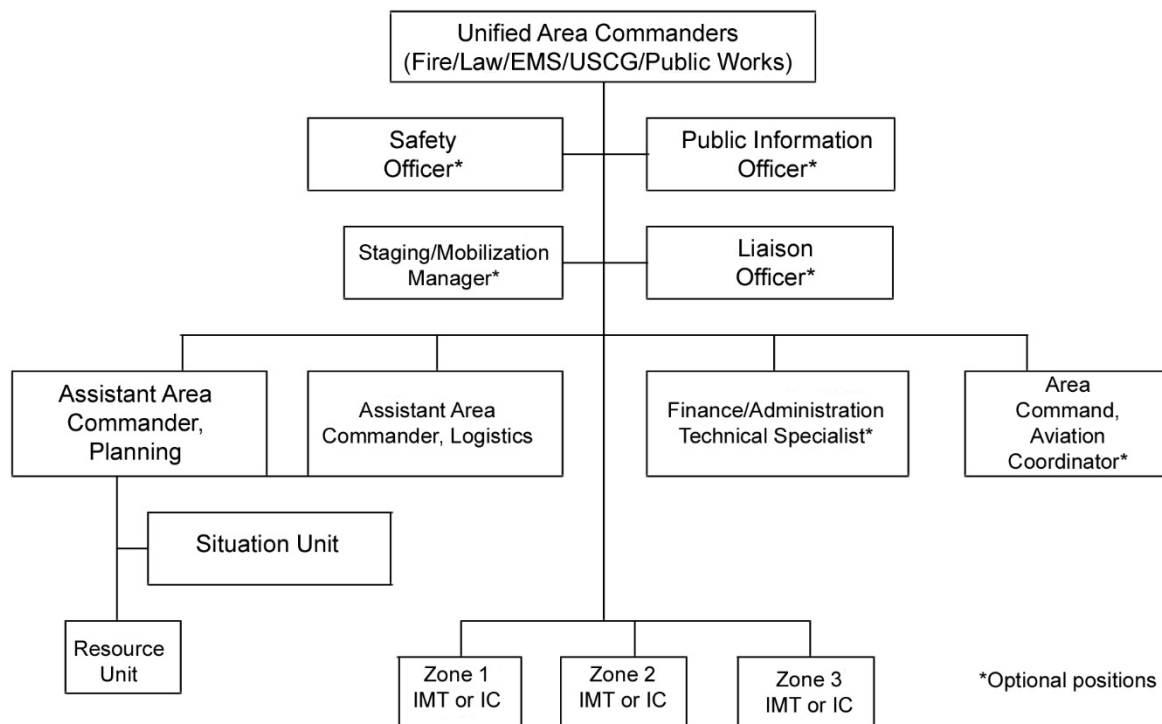 Unified Area Commanders
(Fire/Law/EMS/USCG/Public Works)
Safety
Officer*
Public Information
Officer*
Staging/Mobilization
Manager*
Liaison
Officer*
Assistant Area
Commander,
Planning
Assistant Area
Commander, Logistics
Finance/Administration
Technical Specialist*
Area
Command,
Aviation
Coordinator*
Situation Unit
Resource
Unit
Zone 1
IMT or IC
Zone 2
IMT or IC
Zone 3
IMT or IC
*Optional positions